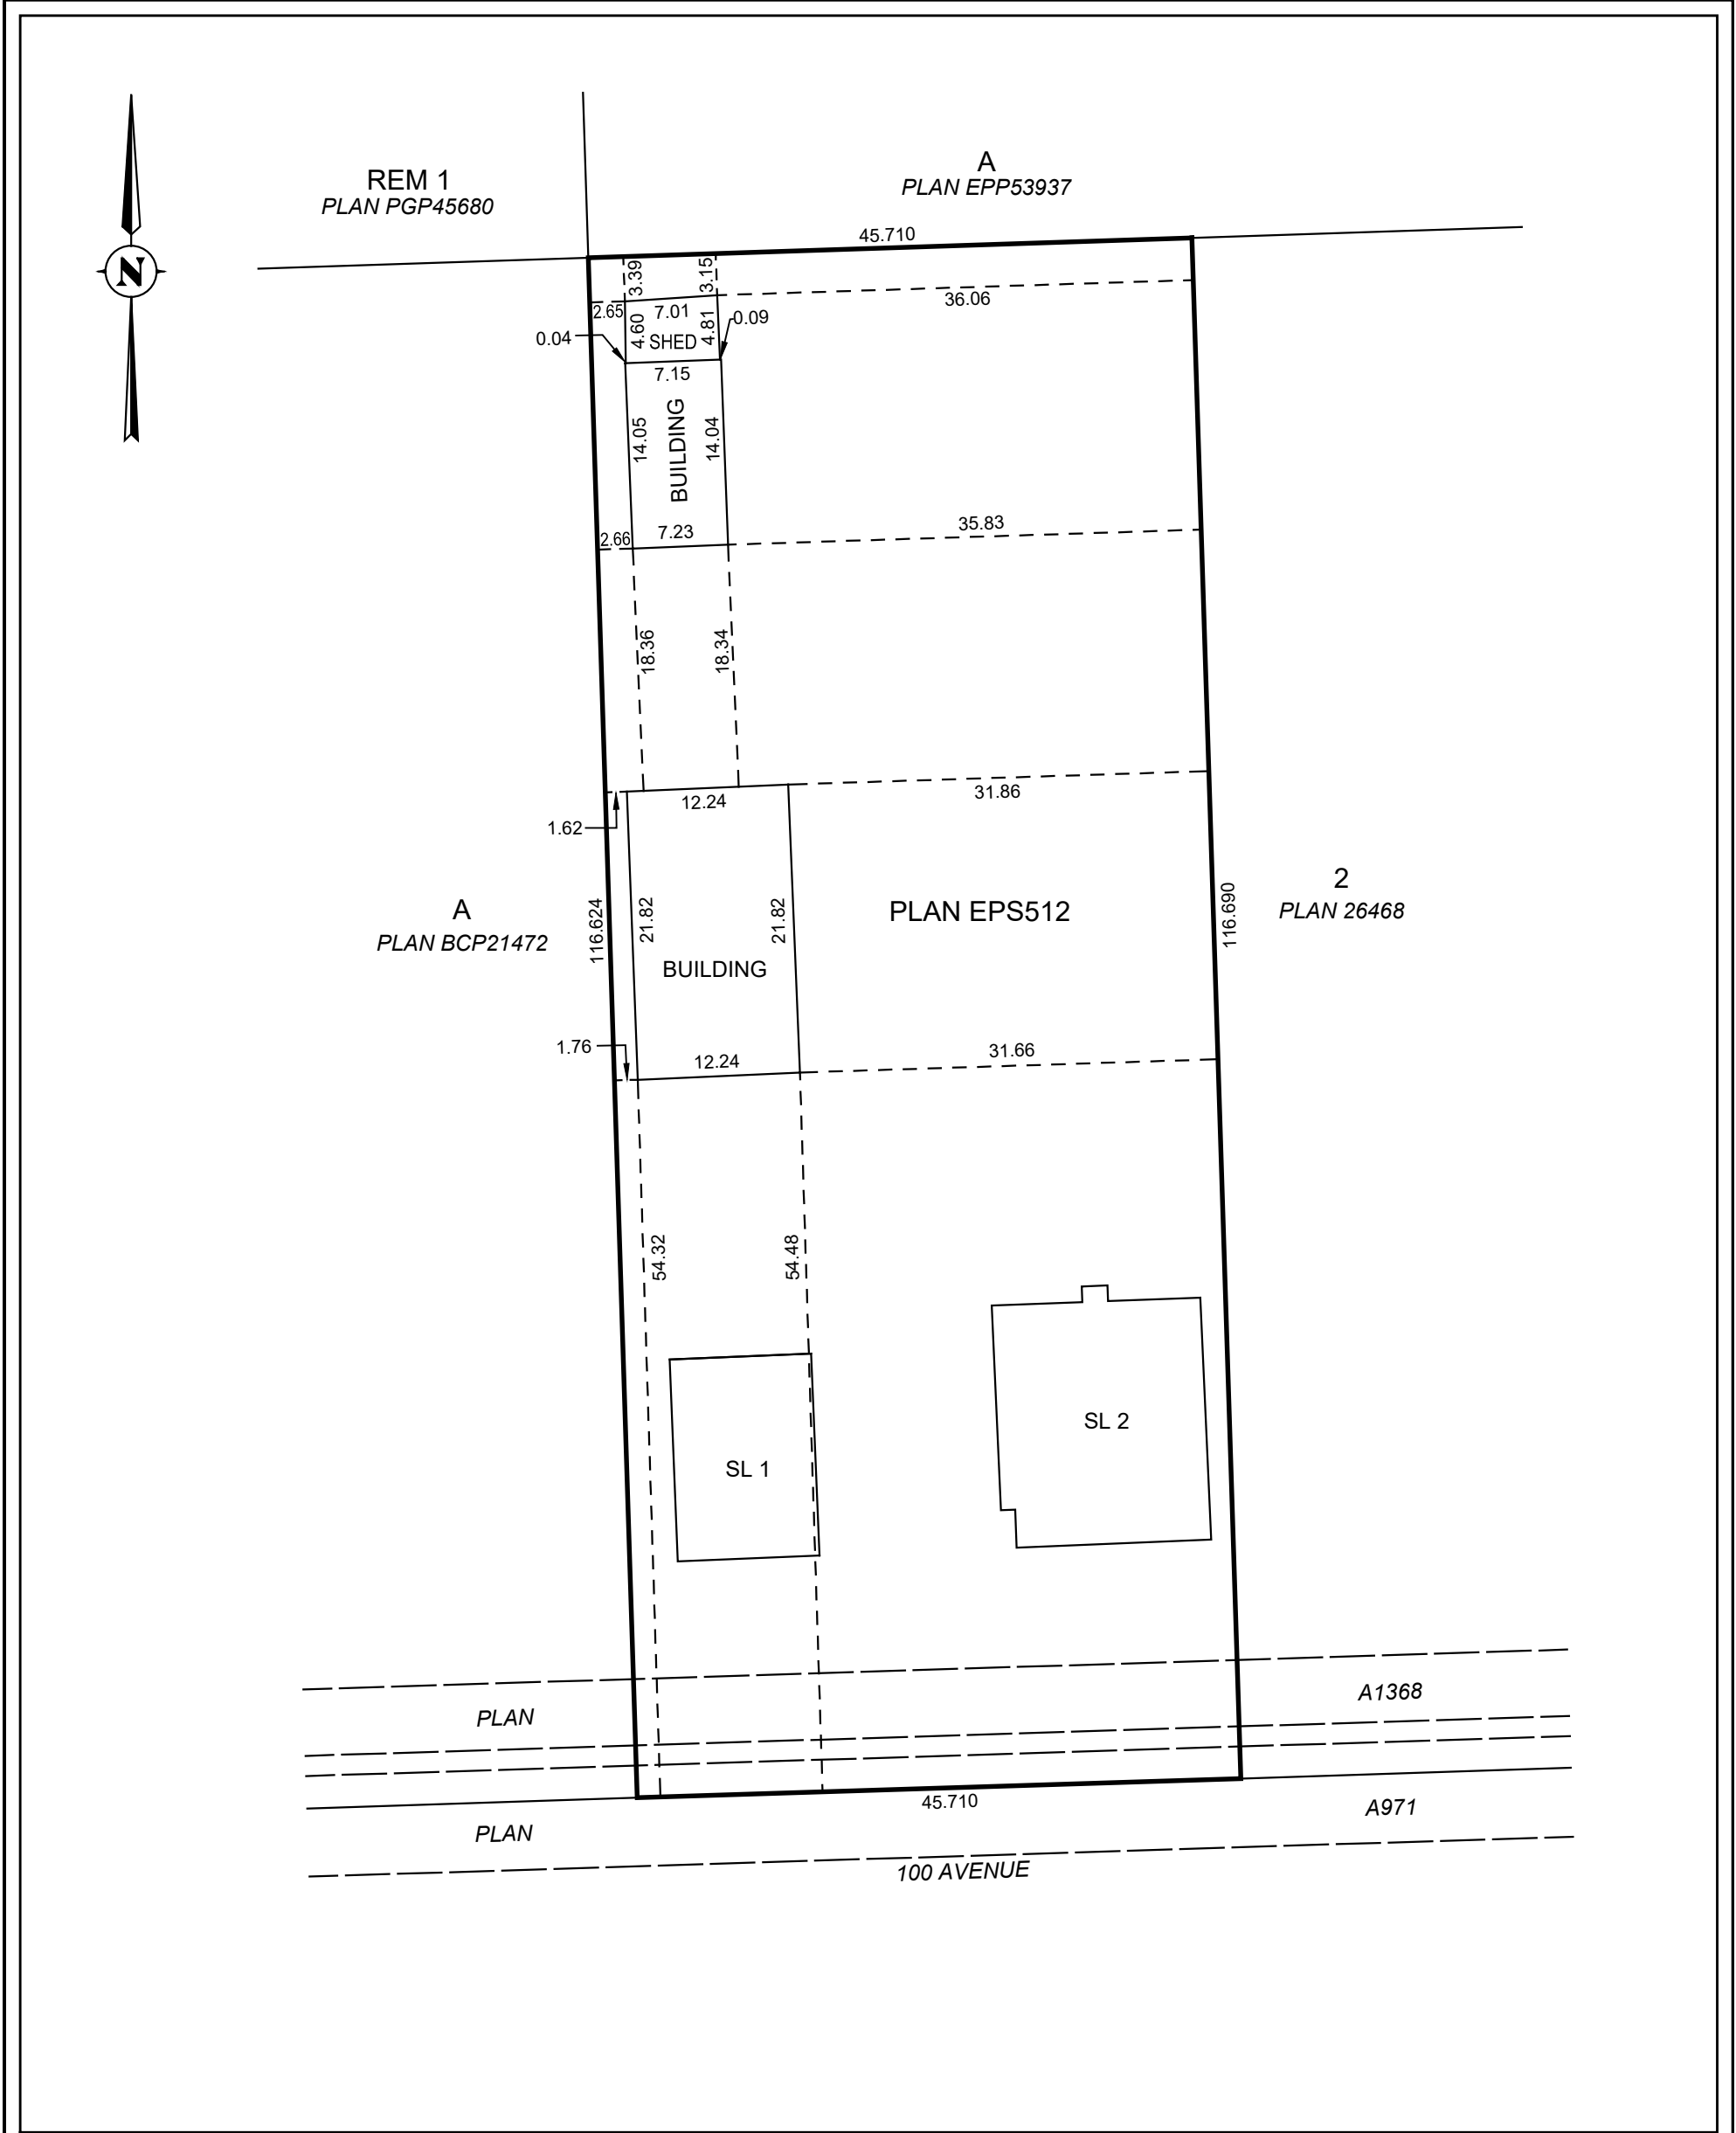 A
REM 1
PLAN EPP53937
PLAN PGP45680
45.710
N
3.39
3.15
36.06
2.65
7.01
0.09
4.60
4.81
0.04
SHED
7.15
BUILDING
14.05
14.04
35.83
7.23
2.66
18.36
18.34
31.86
12.24
1.62
2
A
PLAN EPS512
PLAN 26468
116.624
21.82
21.82
116.690
PLAN BCP21472
BUILDING
1.76
31.66
12.24
54.32
54.48
SL 2
SL 1
A1368
PLAN
45.710
A971
PLAN
100 AVENUE